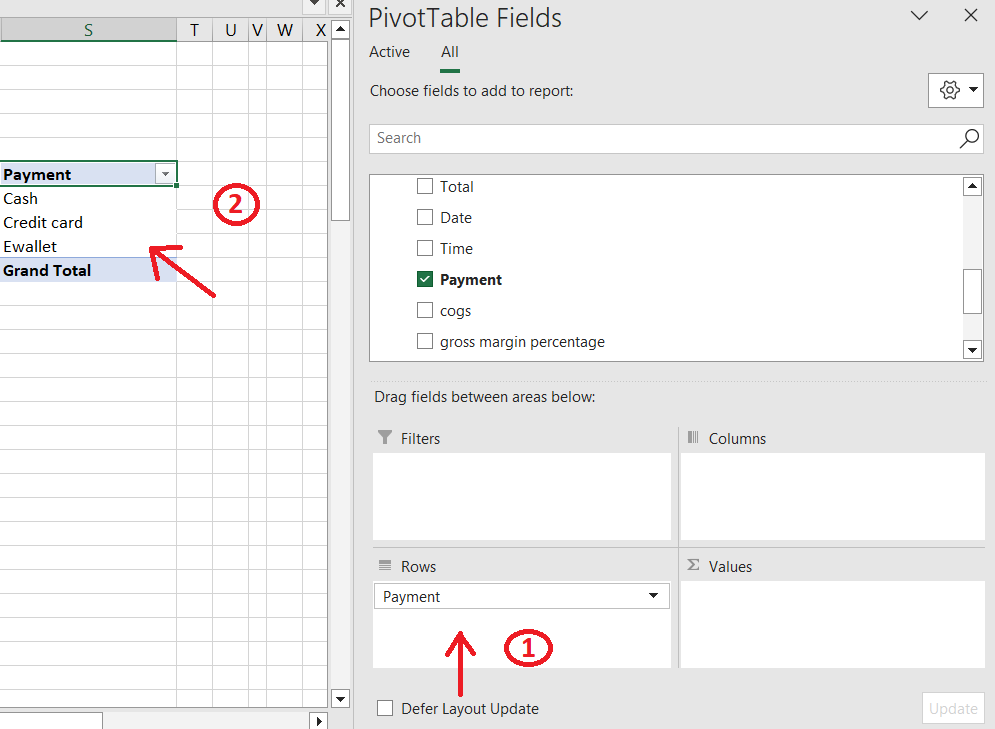 S T U V W X
Payment
Cash
Credit card
Ewallet
Grand Total
2
PivotTable Fields
Active All
Choose fields to add to report:
Search
Total
Date
Time
Payment
cogs
gross margin percentage
Drag fields between areas below:
Filters
Columns
Rows
Σ Values
Payment
1
Defer Layout Update
Update